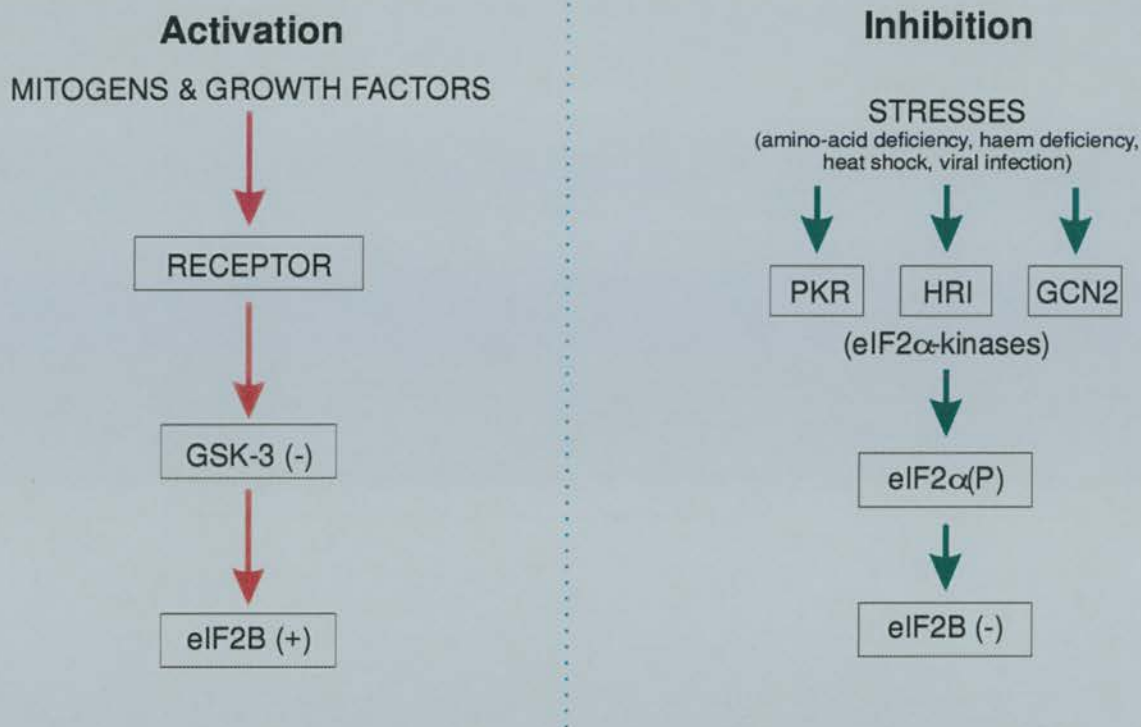 Activation
MITOGENS & GROWTH FACTORS
RECEPTOR
GSK-3 (-)
eIF2B (+)
Inhibition
STRESSES
(amino-acid deficiency, haem deficiency,
heat shock, viral infection)
PKR HRI GCN2
(eIF2α-kinases)
eIF2α(P)
eIF2B (-)